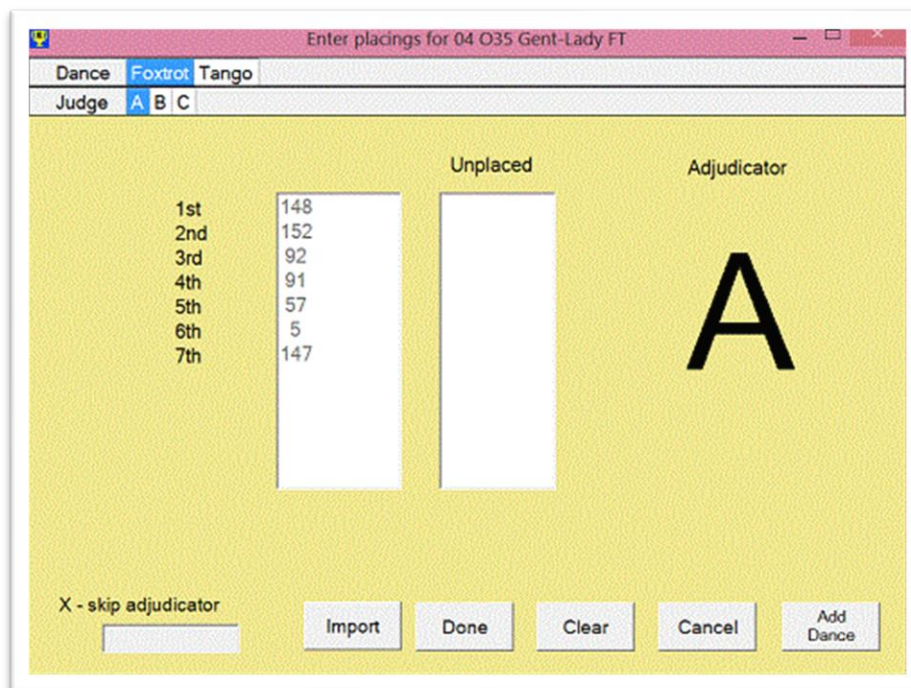 Enter placings for 04 O35 Gent-Lady FT
Dance Foxtrot Tango
Judge A B C
Unplaced Adjudicator
1st 148
2nd 152
3rd 92
4th 91
5th 57
6th 5
7th 147
A
X - skip adjudicator
Import Done Clear Cancel Add Dance